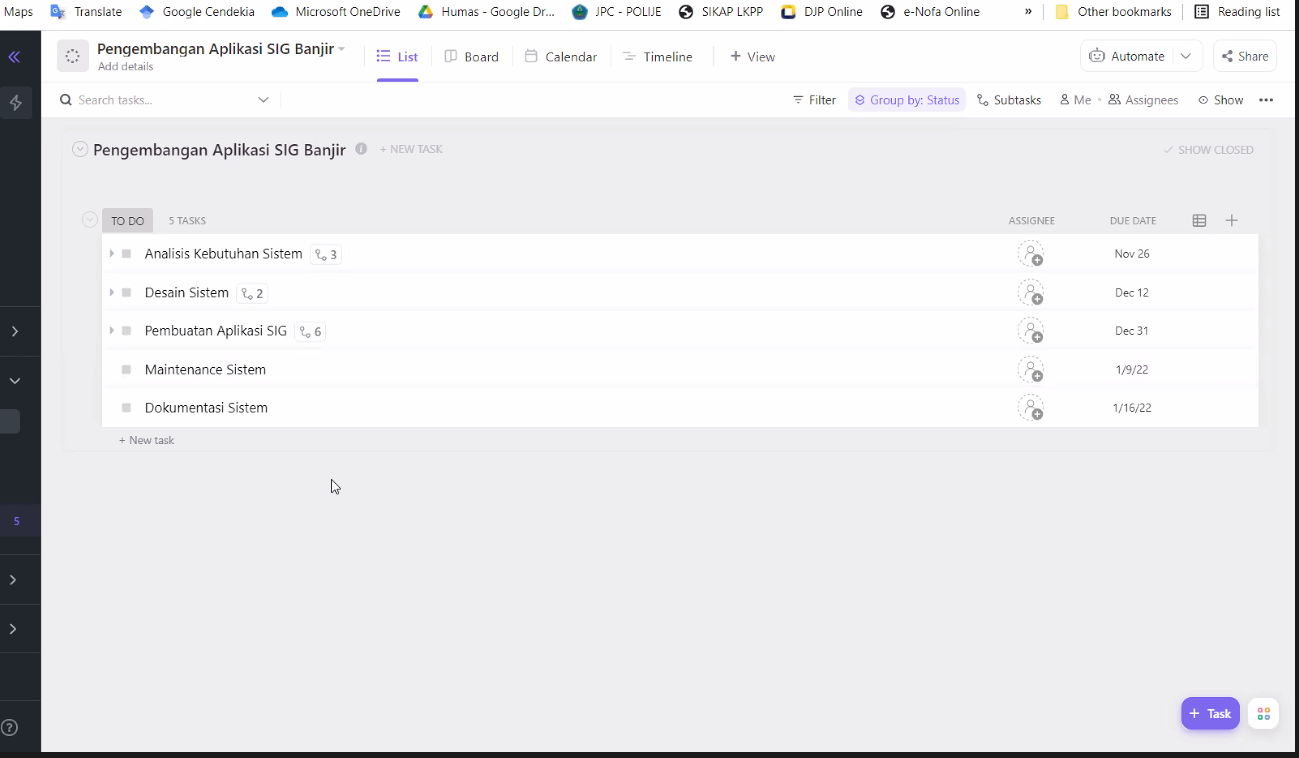 Maps Translate Google Cendekia Microsoft OneDrive Humas - Google Dr... JPC - POLIJE SIKAP LKPP DJP Online e-Nofa Online » Other bookmarks Reading list
Pengembangan Aplikasi SIG Banjir List Board Calendar Timeline + View Automate Share
Add details
Search tasks... Filter Group by: Status Subtasks Me • Assignees Show
Pengembangan Aplikasi SIG Banjir + NEW TASK SHOW CLOSED
TO DO 5 TASKS ASSIGNEE DUE DATE
Analisis Kebutuhan Sistem 3 Nov 26
Desain Sistem 2 Dec 12
Pembuatan Aplikasi SIG 6 Dec 31
Maintenance Sistem 1/9/22
Dokumentasi Sistem 1/16/22
+ New task
5
+ Task
?